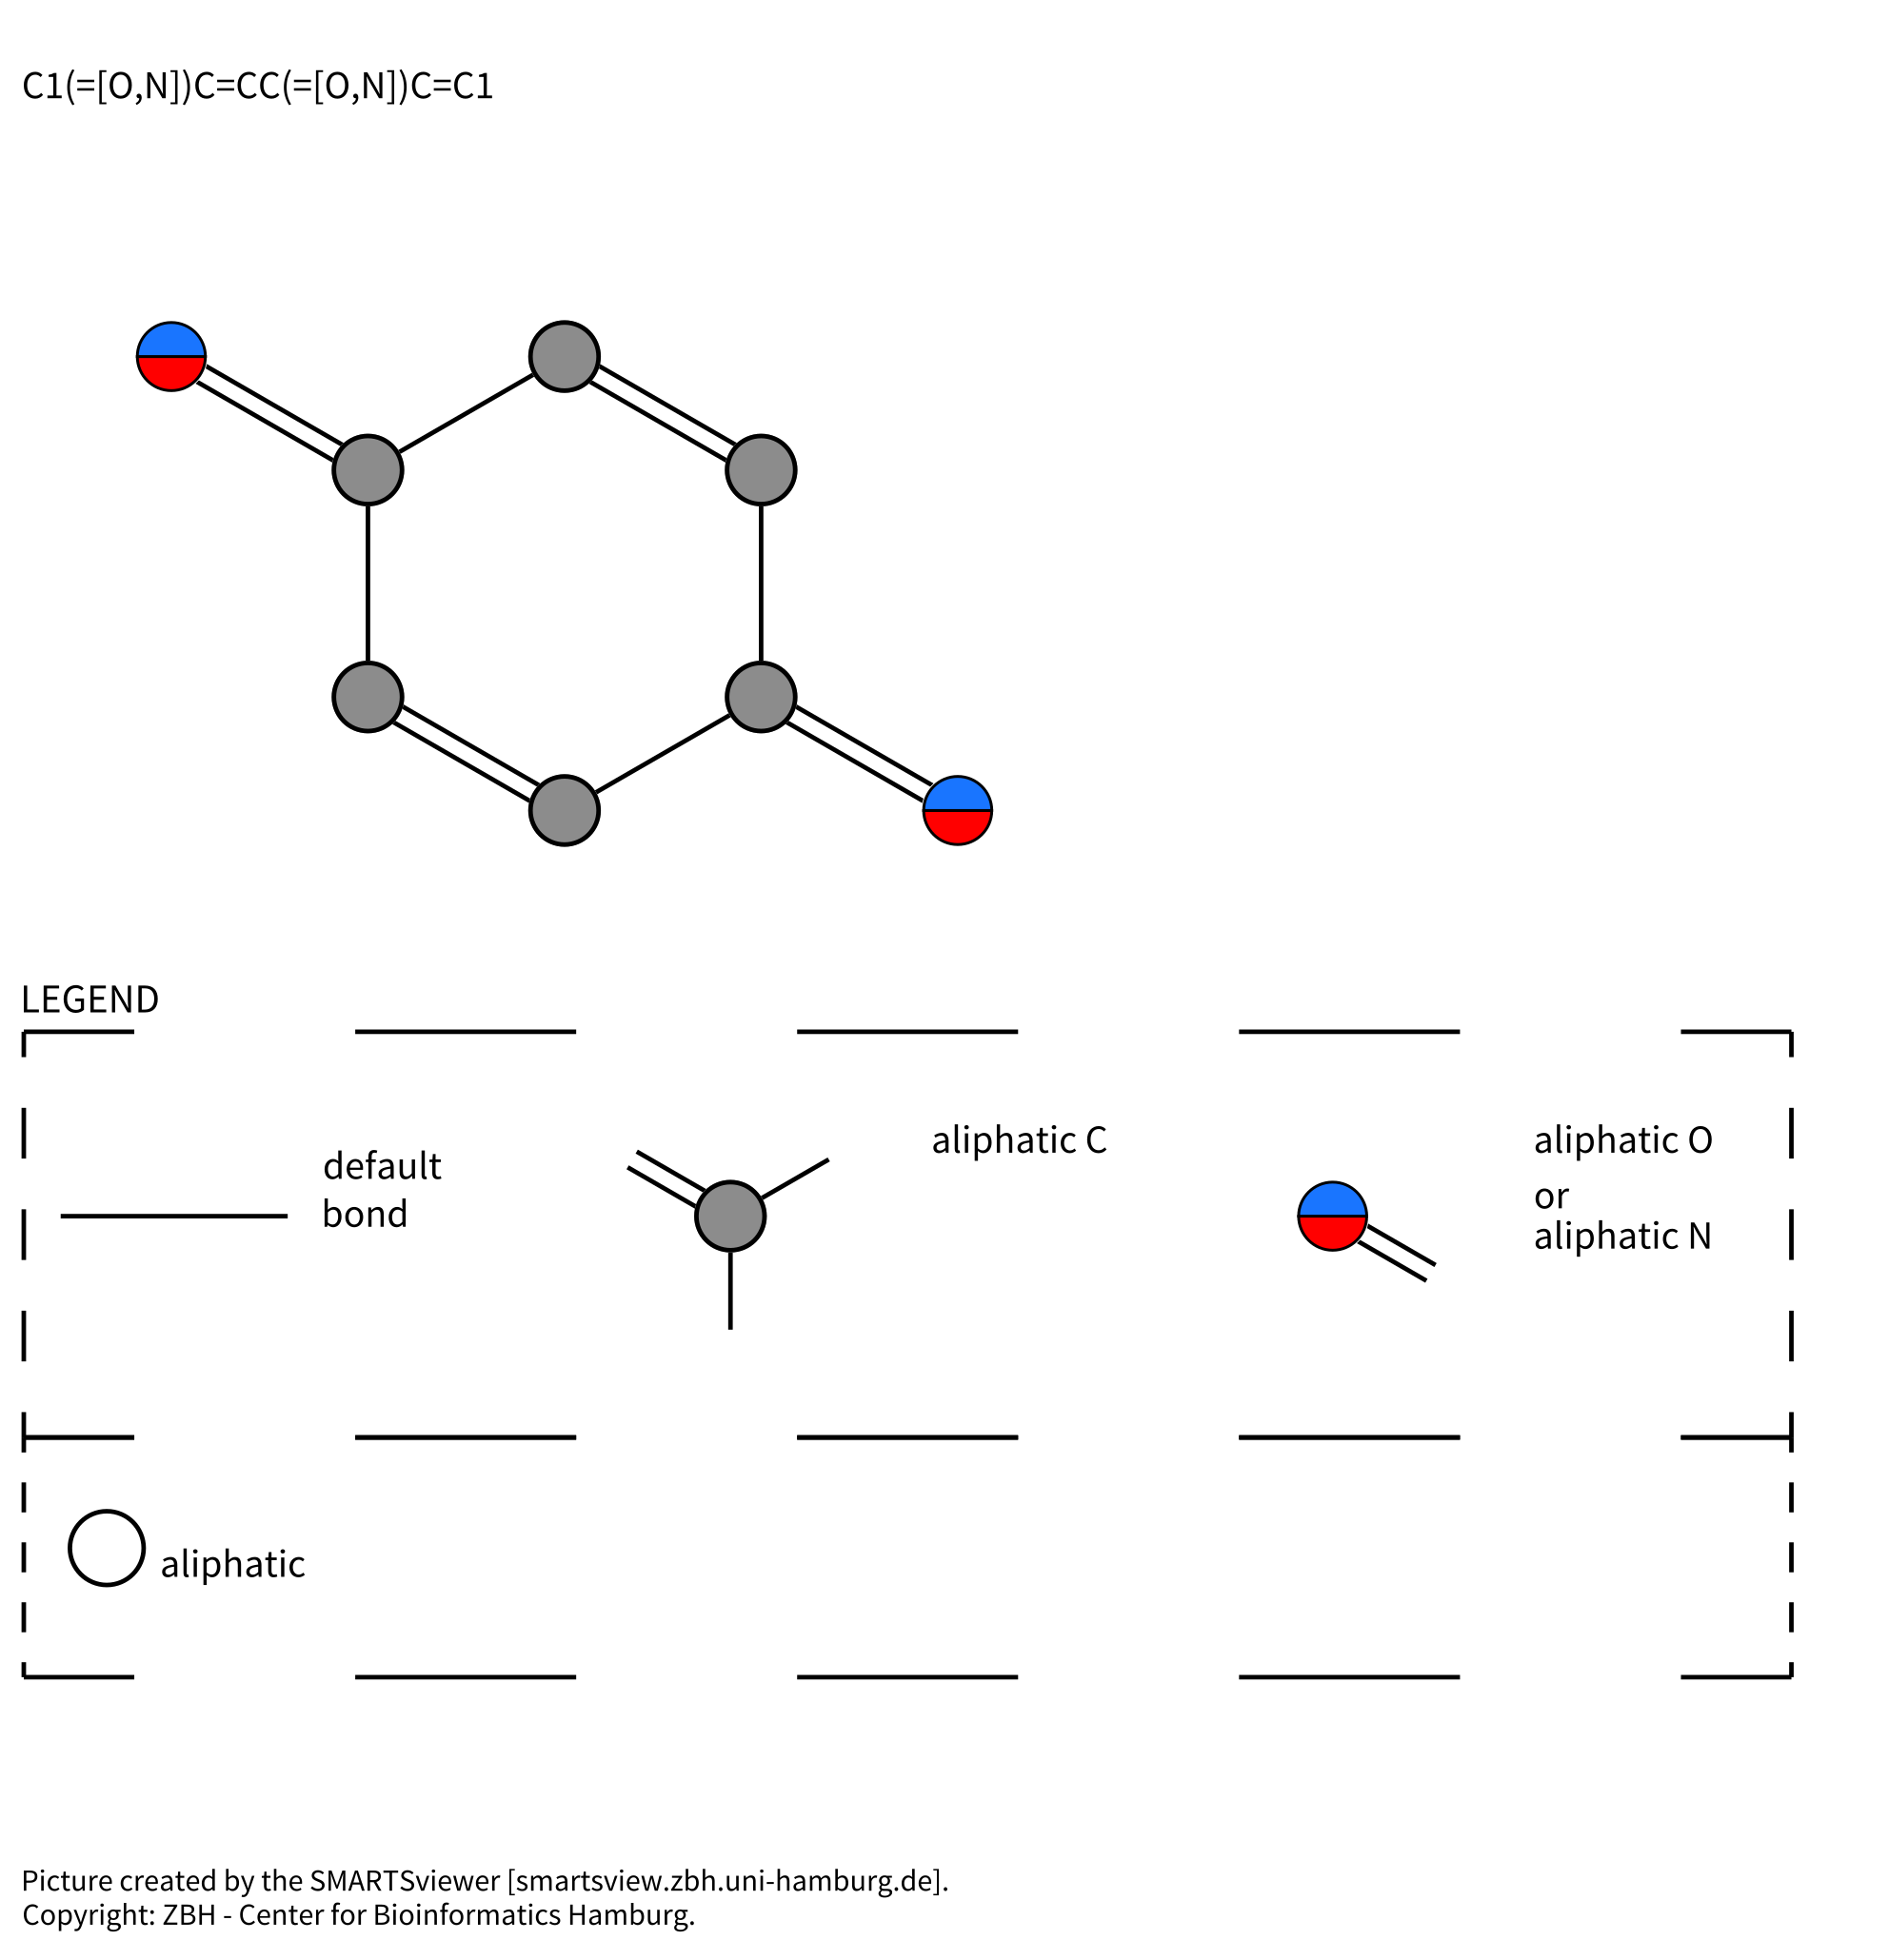 C1(=[O,N])C=CC(=[O,N])C=C1
LEGEND
default
bond
aliphatic C
aliphatic O
or
aliphatic N
aliphatic
Picture created by the SMARTSviewer [smartsview.zbh.uni-hamburg.de].
Copyright: ZBH - Center for Bioinformatics Hamburg.